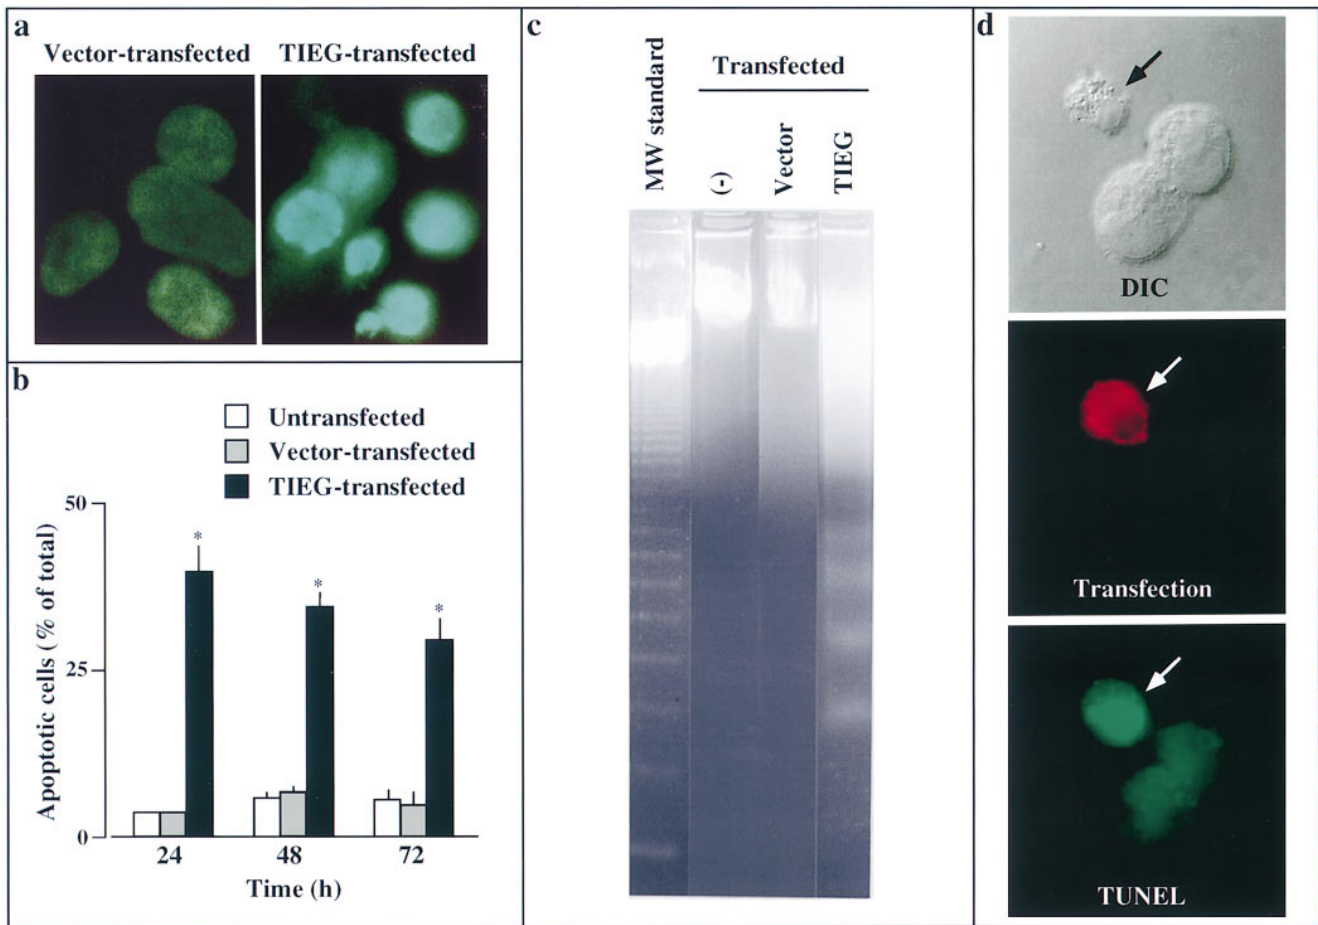 a
Vector-transfected TIEG-transfected
b
Untransfected
Vector-transfected
TIEG-transfected
50
25
0
Apoptotic cells (% of total)
* * *
24 48 72
Time (h)
c
Transfected
MW standard
(-)
Vector
TIEG
d
DIC
Transfection
TUNEL